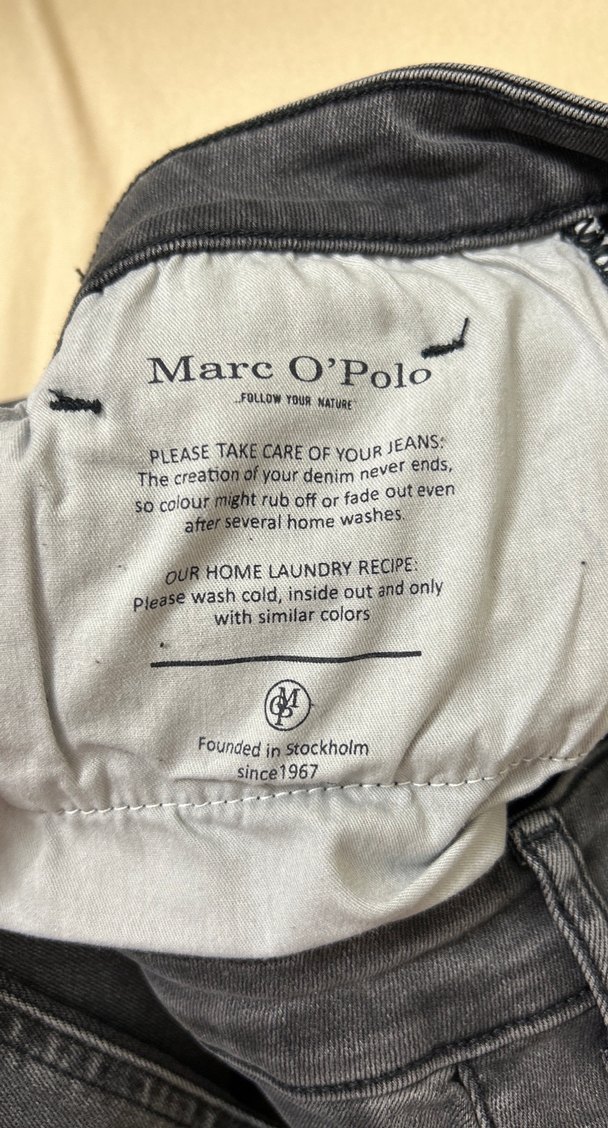 Marc O'Polo
„FOLLOW YOUR NATURE"
PLEASE TAKE CARE OF YOUR JEANS:
The creation of your denim never ends,
so colour might rub off or fade out even
after several home washes.
OUR HOME LAUNDRY RECIPE:
Please wash cold, inside out and only
with similar colors
MOP
Founded in Stockholm
since1967